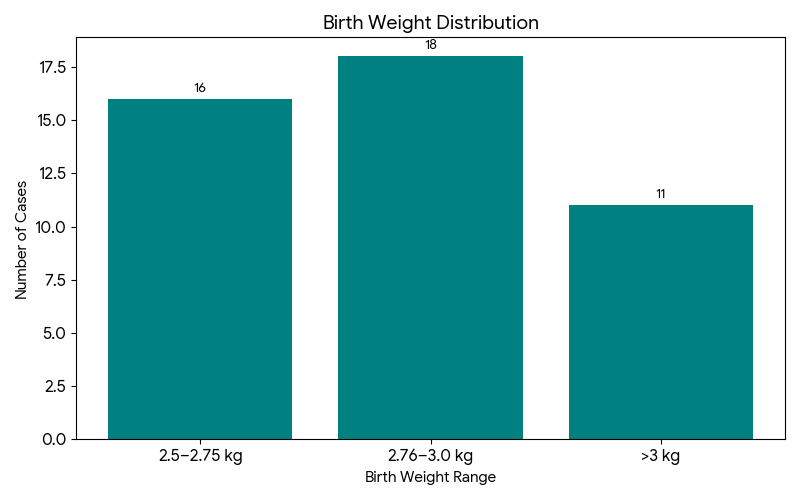 Birth Weight Distribution
18
17.5
16
15.0
12.5
11
10.0
7.5
5.0
2.5
0.0
Number of Cases
2.5–2.75 kg
2.76–3.0 kg
>3 kg
Birth Weight Range